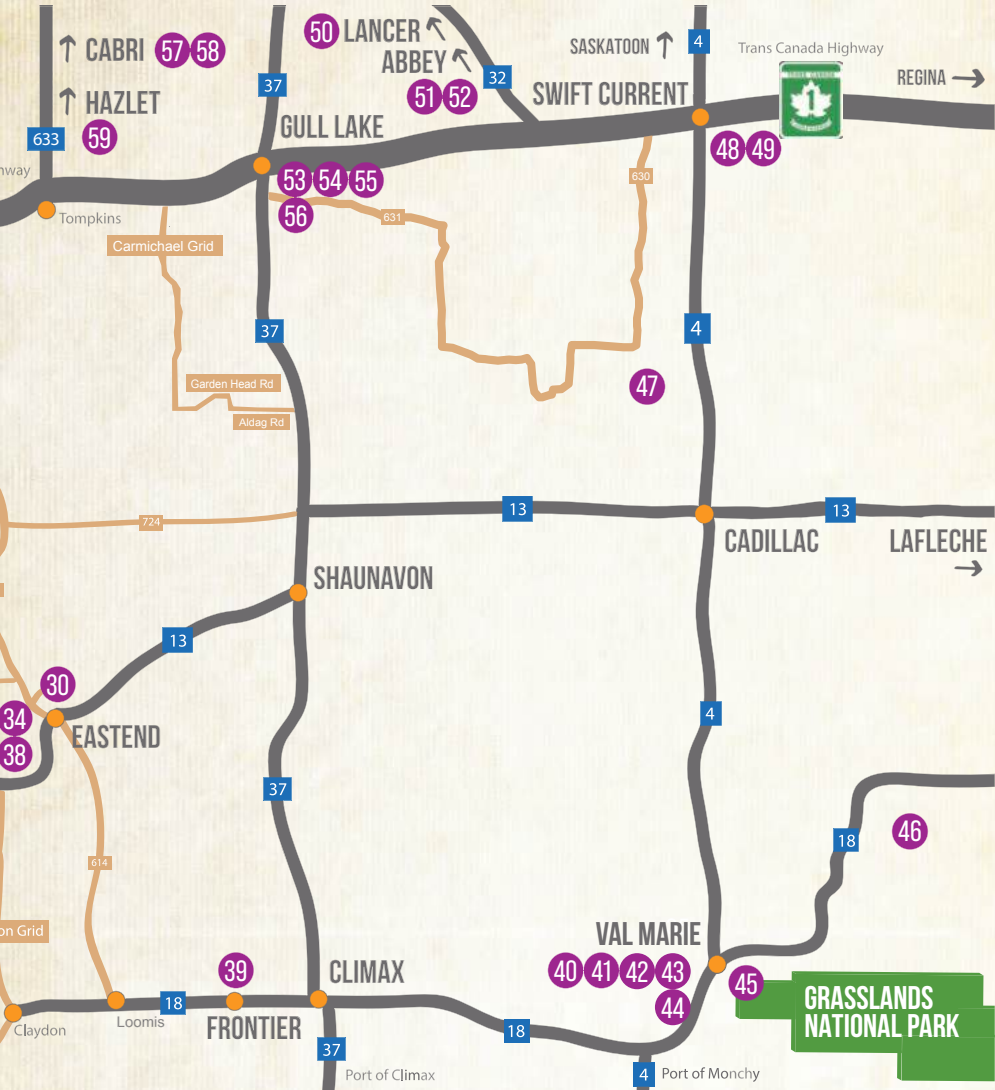 CABRI 57 58
HAZLET
59
633
37
50 LANCER
ABBEY
51 52
32
SASKATOON
4
Trans Canada Highway
TRANS CANADA
1
REGINA
SWIFT CURRENT
48 49
GULL LAKE
53 54 55
56
631
630
Tompkins
Carmichael Grid
37
4
Garden Head Rd
Aldag Rd
47
724
13
13
CADILLAC
LAFLECHE
SHAUNAVON
13
30
34
38
EASTEND
4
37
614
18
46
on Grid
VAL MARIE
40 41 42 43
44
45
39
CLIMAX
18
FRONTIER
Claydon
Loomis
18
37
Port of Climax
4
Port of Monchy
GRASSLANDS
NATIONAL PARK